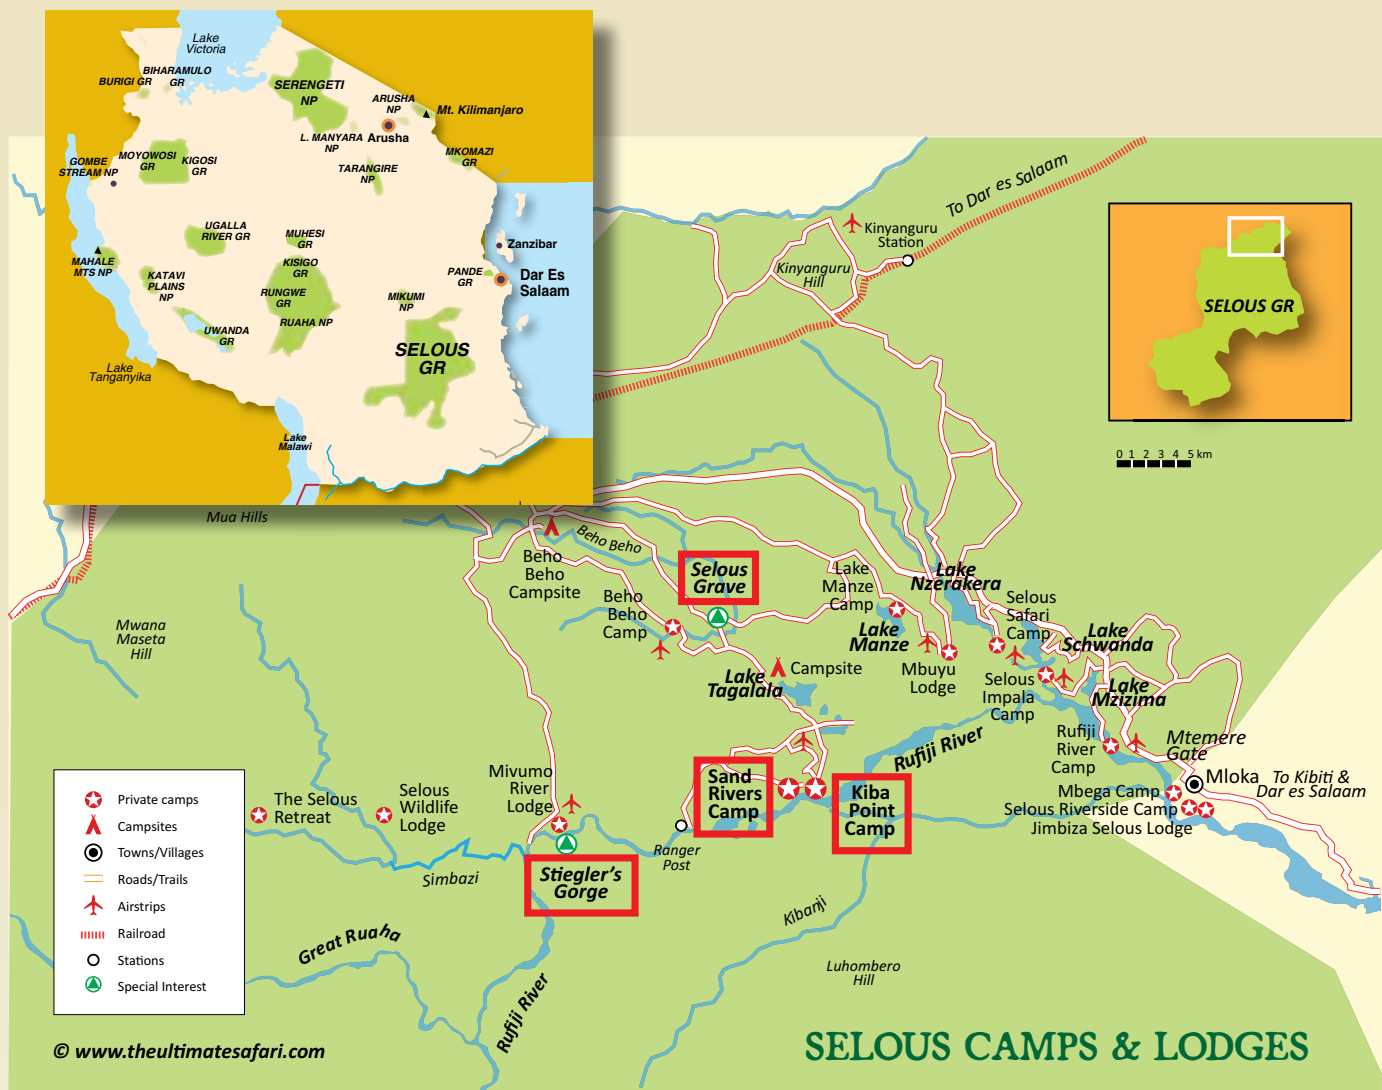 Lake
Victoria
BIHARAMULO
GR
BURIGI GR
SERENGETI
NP
ARUSHA
NP
Mt. Kilimanjaro
L. MANYARA
NP
Arusha
MKOMAZI
GR
GOMBE
STREAM NP
MOYOWOSI
GR
KIGOSI
GR
TARANGIRE
NP
UGALLA
RIVER GR
MUHESI
GR
Zanzibar
MAHALE
MTS NP
KATAVI
PLAINS
NP
KISIGO
GR
PANDE
GR
Dar Es
Salaam
RUNGWE
GR
MIKUMI
NP
UWANDA
GR
RUAHA NP
SELOUS
GR
Lake
Tanganyika
Lake
Malawi
To Dar es Salaam
Kinyanguru
Station
Kinyanguru
Hill
SELOUS GR
0 1 2 3 4 5 km
Mua Hills
Beho Beho
Beho
Beho
Campsite
Selous
Grave
Lake
Manze
Camp
Lake
Nzerakera
Beho
Beho
Camp
Selous
Safari
Camp
Lake
Manze
Lake
Schwanda
Mwana
Maseta
Hill
Campsite
Lake
Tagalala
Mbuyu
Lodge
Selous
Impala
Camp
Lake
Mzizima
Rufiji River
Rufiji
River
Camp
Mtemere
Gate
Mivumo
River
Lodge
Sand
Rivers
Camp
Kiba
Point
Camp
Mloka
To Kibiti &
Dar es Salaam
Mbega Camp
Selous Riverside Camp
Jimbiza Selous Lodge
The Selous
Retreat
Selous
Wildlife
Lodge
Ranger
Post
Simbazi
Stiegler's
Gorge
Kibanji
Great Ruaha
Luhombero
Hill
Rufiji River
Private camps
Campsites
Towns/Villages
Roads/Trails
Airstrips
Railroad
Stations
Special Interest
© www.theultimatesafari.com
SELOUS CAMPS & LODGES